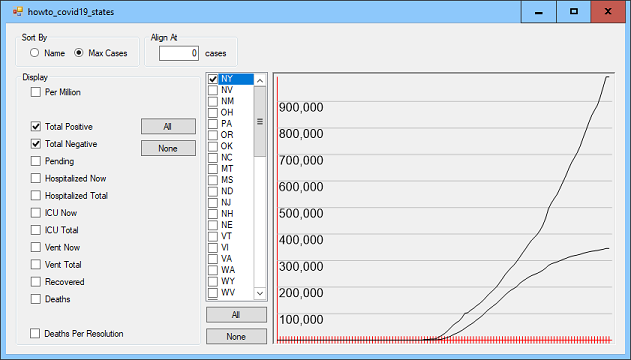 howto_covid19_states
Sort By
Name
Max Cases
Align At
0 cases
Display
Per Million
Total Positive
Total Negative
Pending
Hospitalized Now
Hospitalized Total
ICU Now
ICU Total
Vent Now
Vent Total
Recovered
Deaths
Deaths Per Resolution
All
None
NY
NV
NM
OH
PA
OR
OK
NC
MT
MS
ND
NJ
NH
NE
VT
VI
VA
WA
WY
WV
All
None
900,000
800,000
700,000
600,000
500,000
400,000
300,000
200,000
100,000